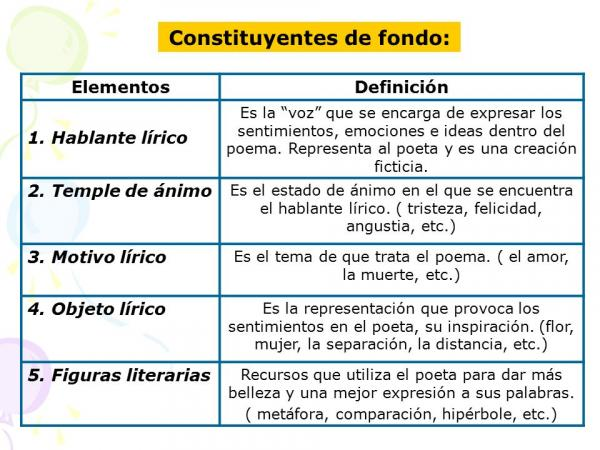 Constituyentes de fondo:
Elementos Definición
1. Hablante lírico
Es la “voz” que se encarga de expresar los
sentimientos, emociones e ideas dentro del
poema. Representa al poeta y es una creación
ficticia.
2. Temple de ánimo
Es el estado de ánimo en el que se encuentra
el hablante lírico. ( tristeza, felicidad,
angustia, etc.)
3. Motivo lírico
Es el tema de que trata el poema. ( el amor,
la muerte, etc.)
4. Objeto lírico
Es la representación que provoca los
sentimientos en el poeta, su inspiración. (flor,
mujer, la separación, la distancia, etc.)
5. Figuras literarias
Recursos que utiliza el poeta para dar más
belleza y una mejor expresión a sus palabras.
( metáfora, comparación, hipérbole, etc.)